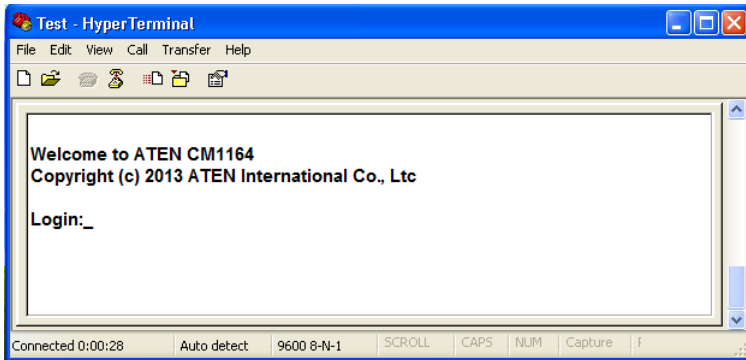 Test - HyperTerminal
File Edit View Call Transfer Help
Welcome to ATEN CM1164
Copyright (c) 2013 ATEN International Co., Ltc
Login:_
Connected 0:00:28 Auto detect 9600 8-N-1 SCROLL CAPS NUM Capture